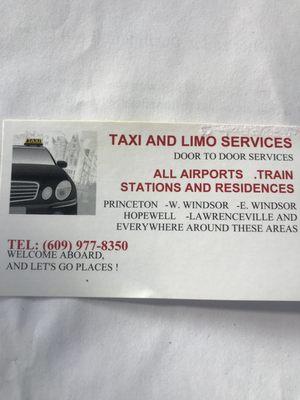 TAXI
TAXI AND LIMO SERVICES
DOOR TO DOOR SERVICES
ALL AIRPORTS .TRAIN
STATIONS AND RESIDENCES
PRINCETON -W. WINDSOR -E. WINDSOR
HOPEWELL -LAWRENCEVILLE AND
EVERYWHERE AROUND THESE AREAS
TEL: (609) 977-8350
WELCOME ABOARD,
AND LET'S GO PLACES !